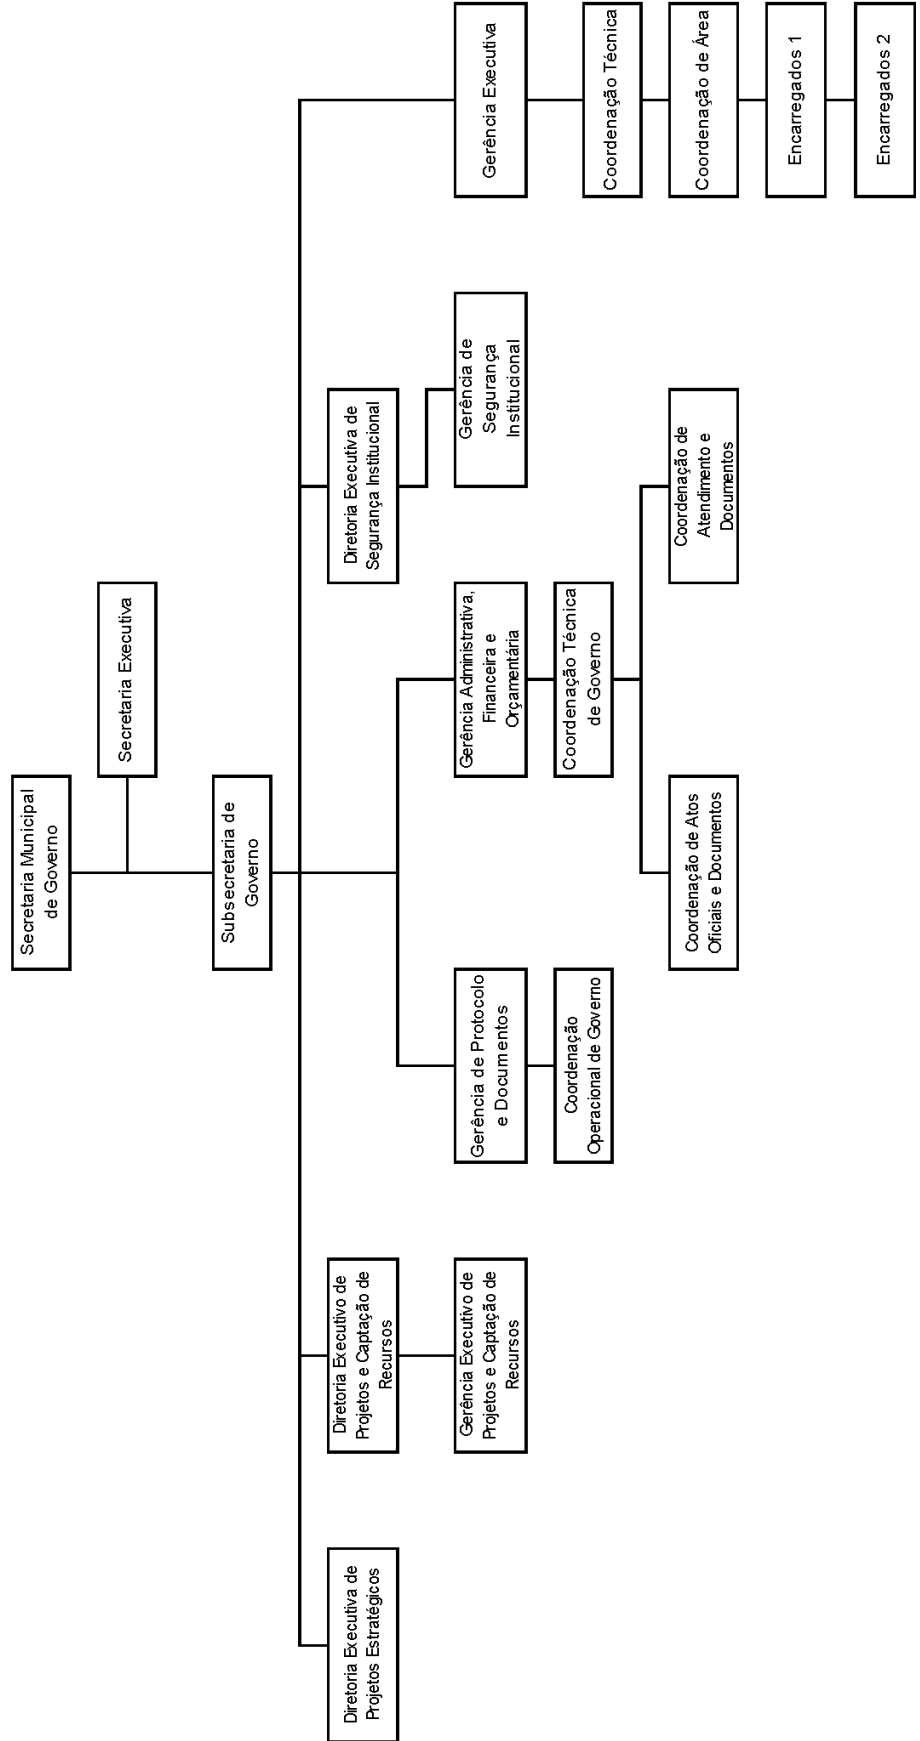 Secretaria Municipal
de Governo
Secretaria Executiva
Subsecretaria de
Governo
Diretoria Executiva de
Projetos Estratégicos
Diretoria Executivo de
Projetos e Captação de
Recursos
Gerência Executivo de
Projetos e Captação de
Recursos
Gerência de Protocolo
e Documentos
Coordenação
Operacional de Governo
Gerência Administrativa,
Financeira e
Orçamentária
Coordenação Técnica
de Governo
Coordenação de Atos
Oficiais e Documentos
Coordenação de
Atendimento e
Documentos
Diretoria Executiva de
Segurança Institucional
Gerência de
Segurança
Institucional
Gerência Executiva
Coordenação Técnica
Coordenação de Área
Encarregados 1
Encarregados 2